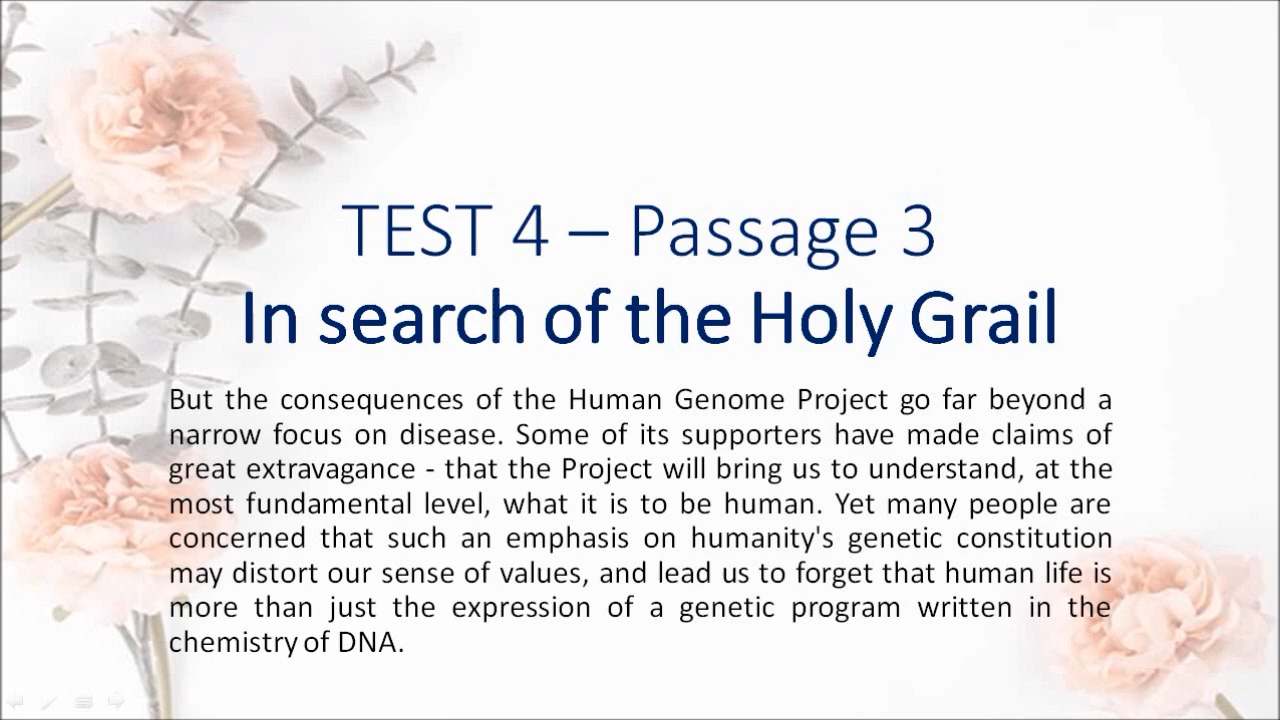 TEST 4 – Passage 3
In search of the Holy Grail
But the consequences of the Human Genome Project go far beyond a
narrow focus on disease. Some of its supporters have made claims of
great extravagance - that the Project will bring us to understand, at the
most fundamental level, what it is to be human. Yet many people are
concerned that such an emphasis on humanity's genetic constitution
may distort our sense of values, and lead us to forget that human life is
more than just the expression of a genetic program written in the
chemistry of DNA.